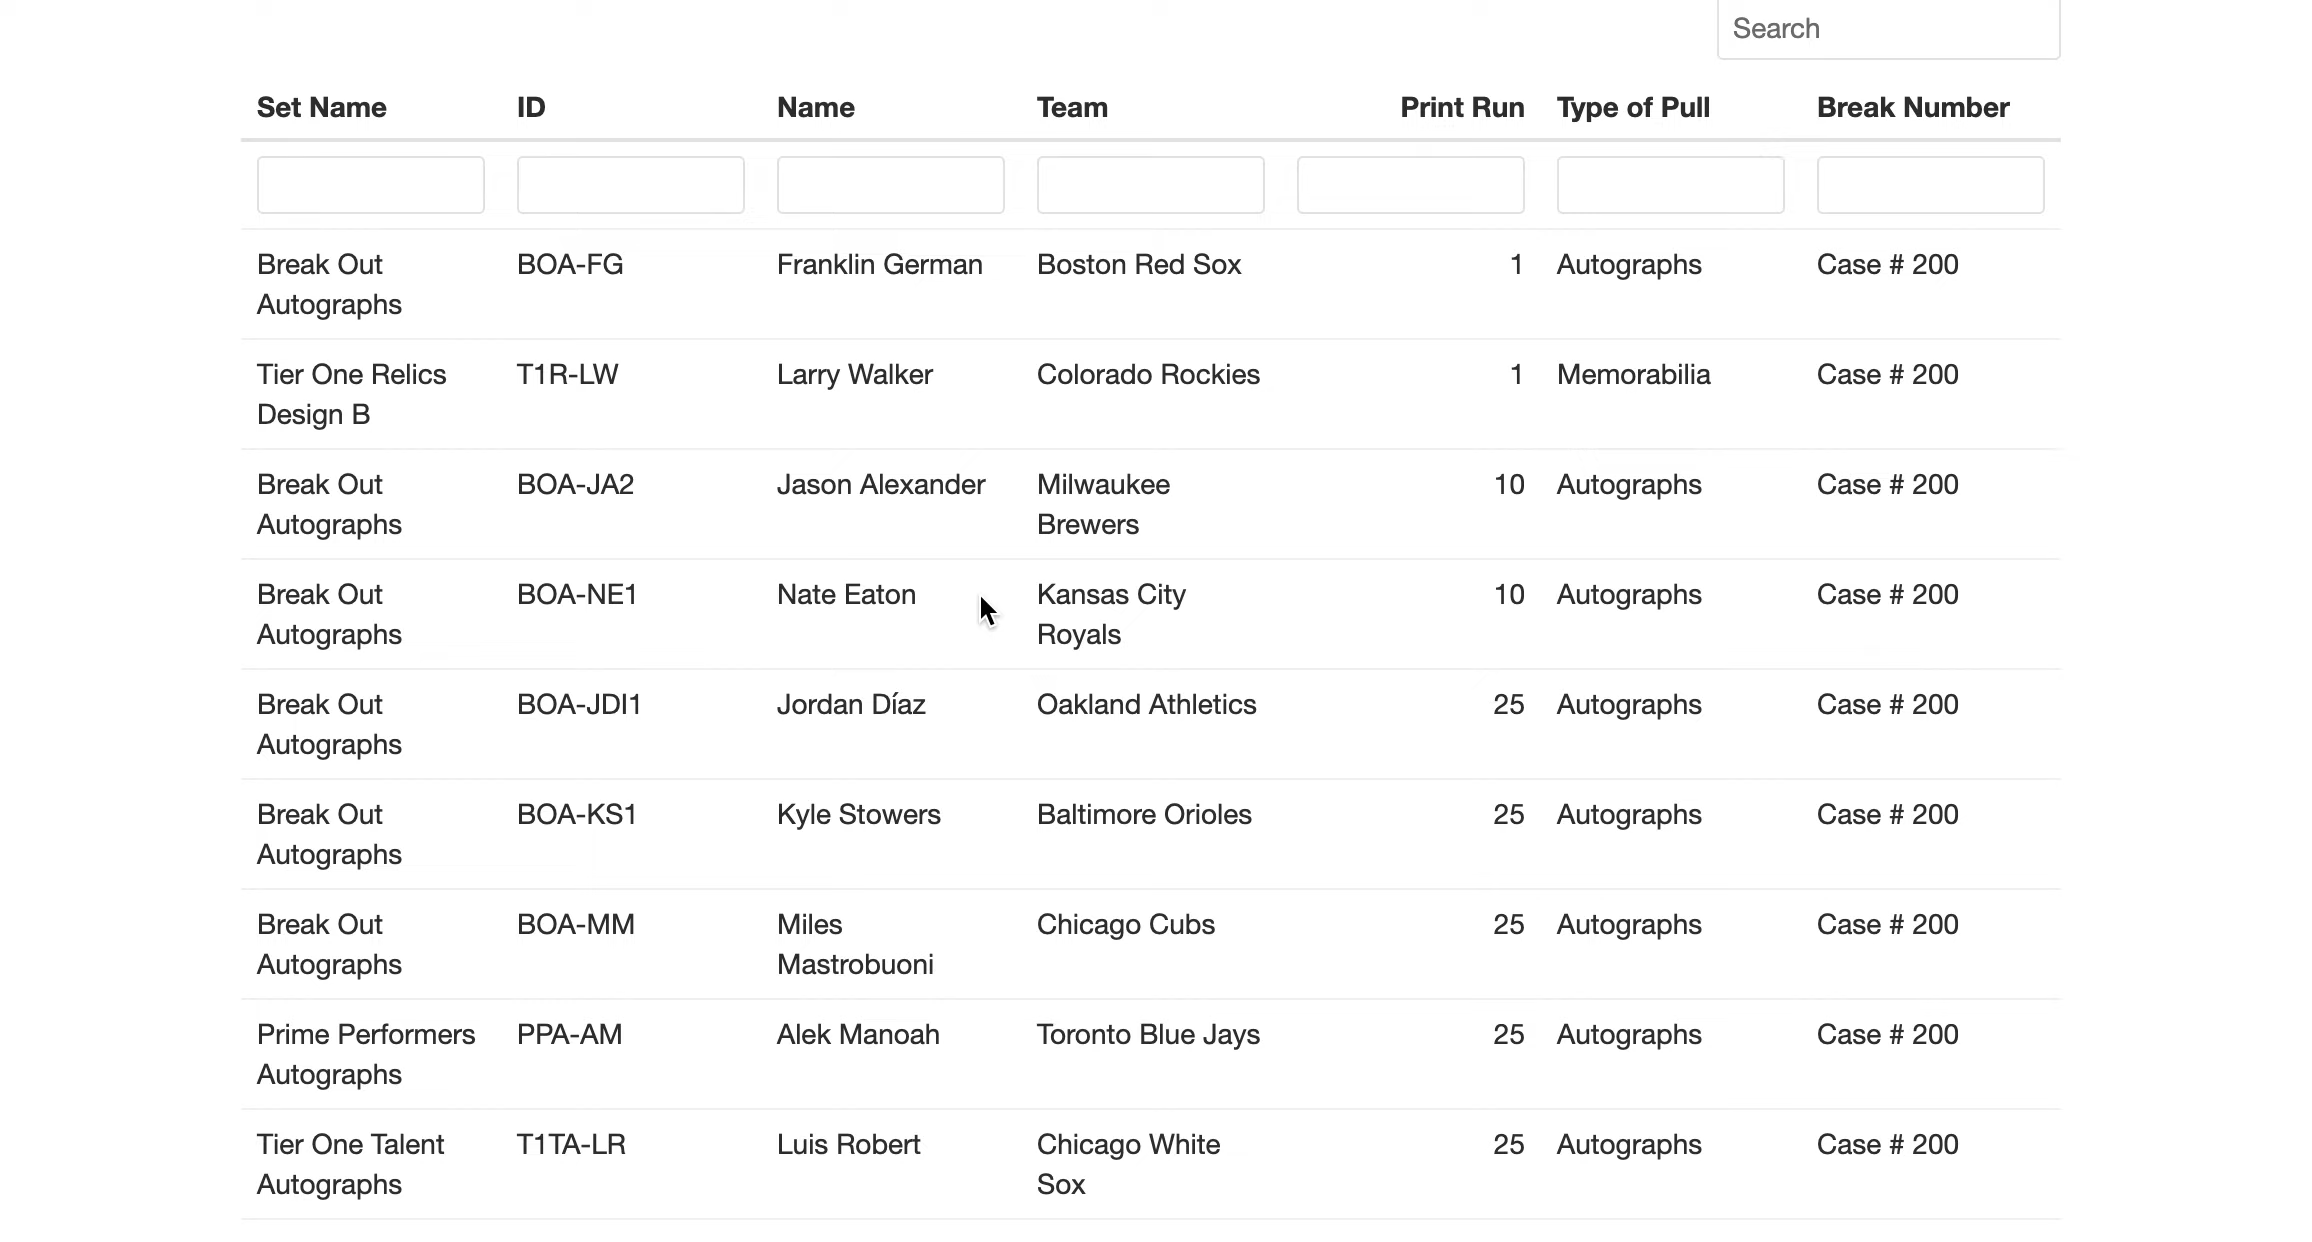 Search
Set Name ID Name Team Print Run Type of Pull Break Number
Break Out BOA-FG Franklin German Boston Red Sox 1 Autographs Case # 200
Autographs
Tier One Relics T1R-LW Larry Walker Colorado Rockies 1 Memorabilia Case # 200
Design B
Break Out BOA-JA2 Jason Alexander Milwaukee 10 Autographs Case # 200
Autographs Brewers
Break Out BOA-NE1 Nate Eaton Kansas City 10 Autographs Case # 200
Autographs Royals
Break Out BOA-JDI1 Jordan Díaz Oakland Athletics 25 Autographs Case # 200
Autographs
Break Out BOA-KS1 Kyle Stowers Baltimore Orioles 25 Autographs Case # 200
Autographs
Break Out BOA-MM Miles Chicago Cubs 25 Autographs Case # 200
Autographs Mastrobuoni
Prime Performers PPA-AM Alek Manoah Toronto Blue Jays 25 Autographs Case # 200
Autographs
Tier One Talent T1TA-LR Luis Robert Chicago White 25 Autographs Case # 200
Autographs Sox